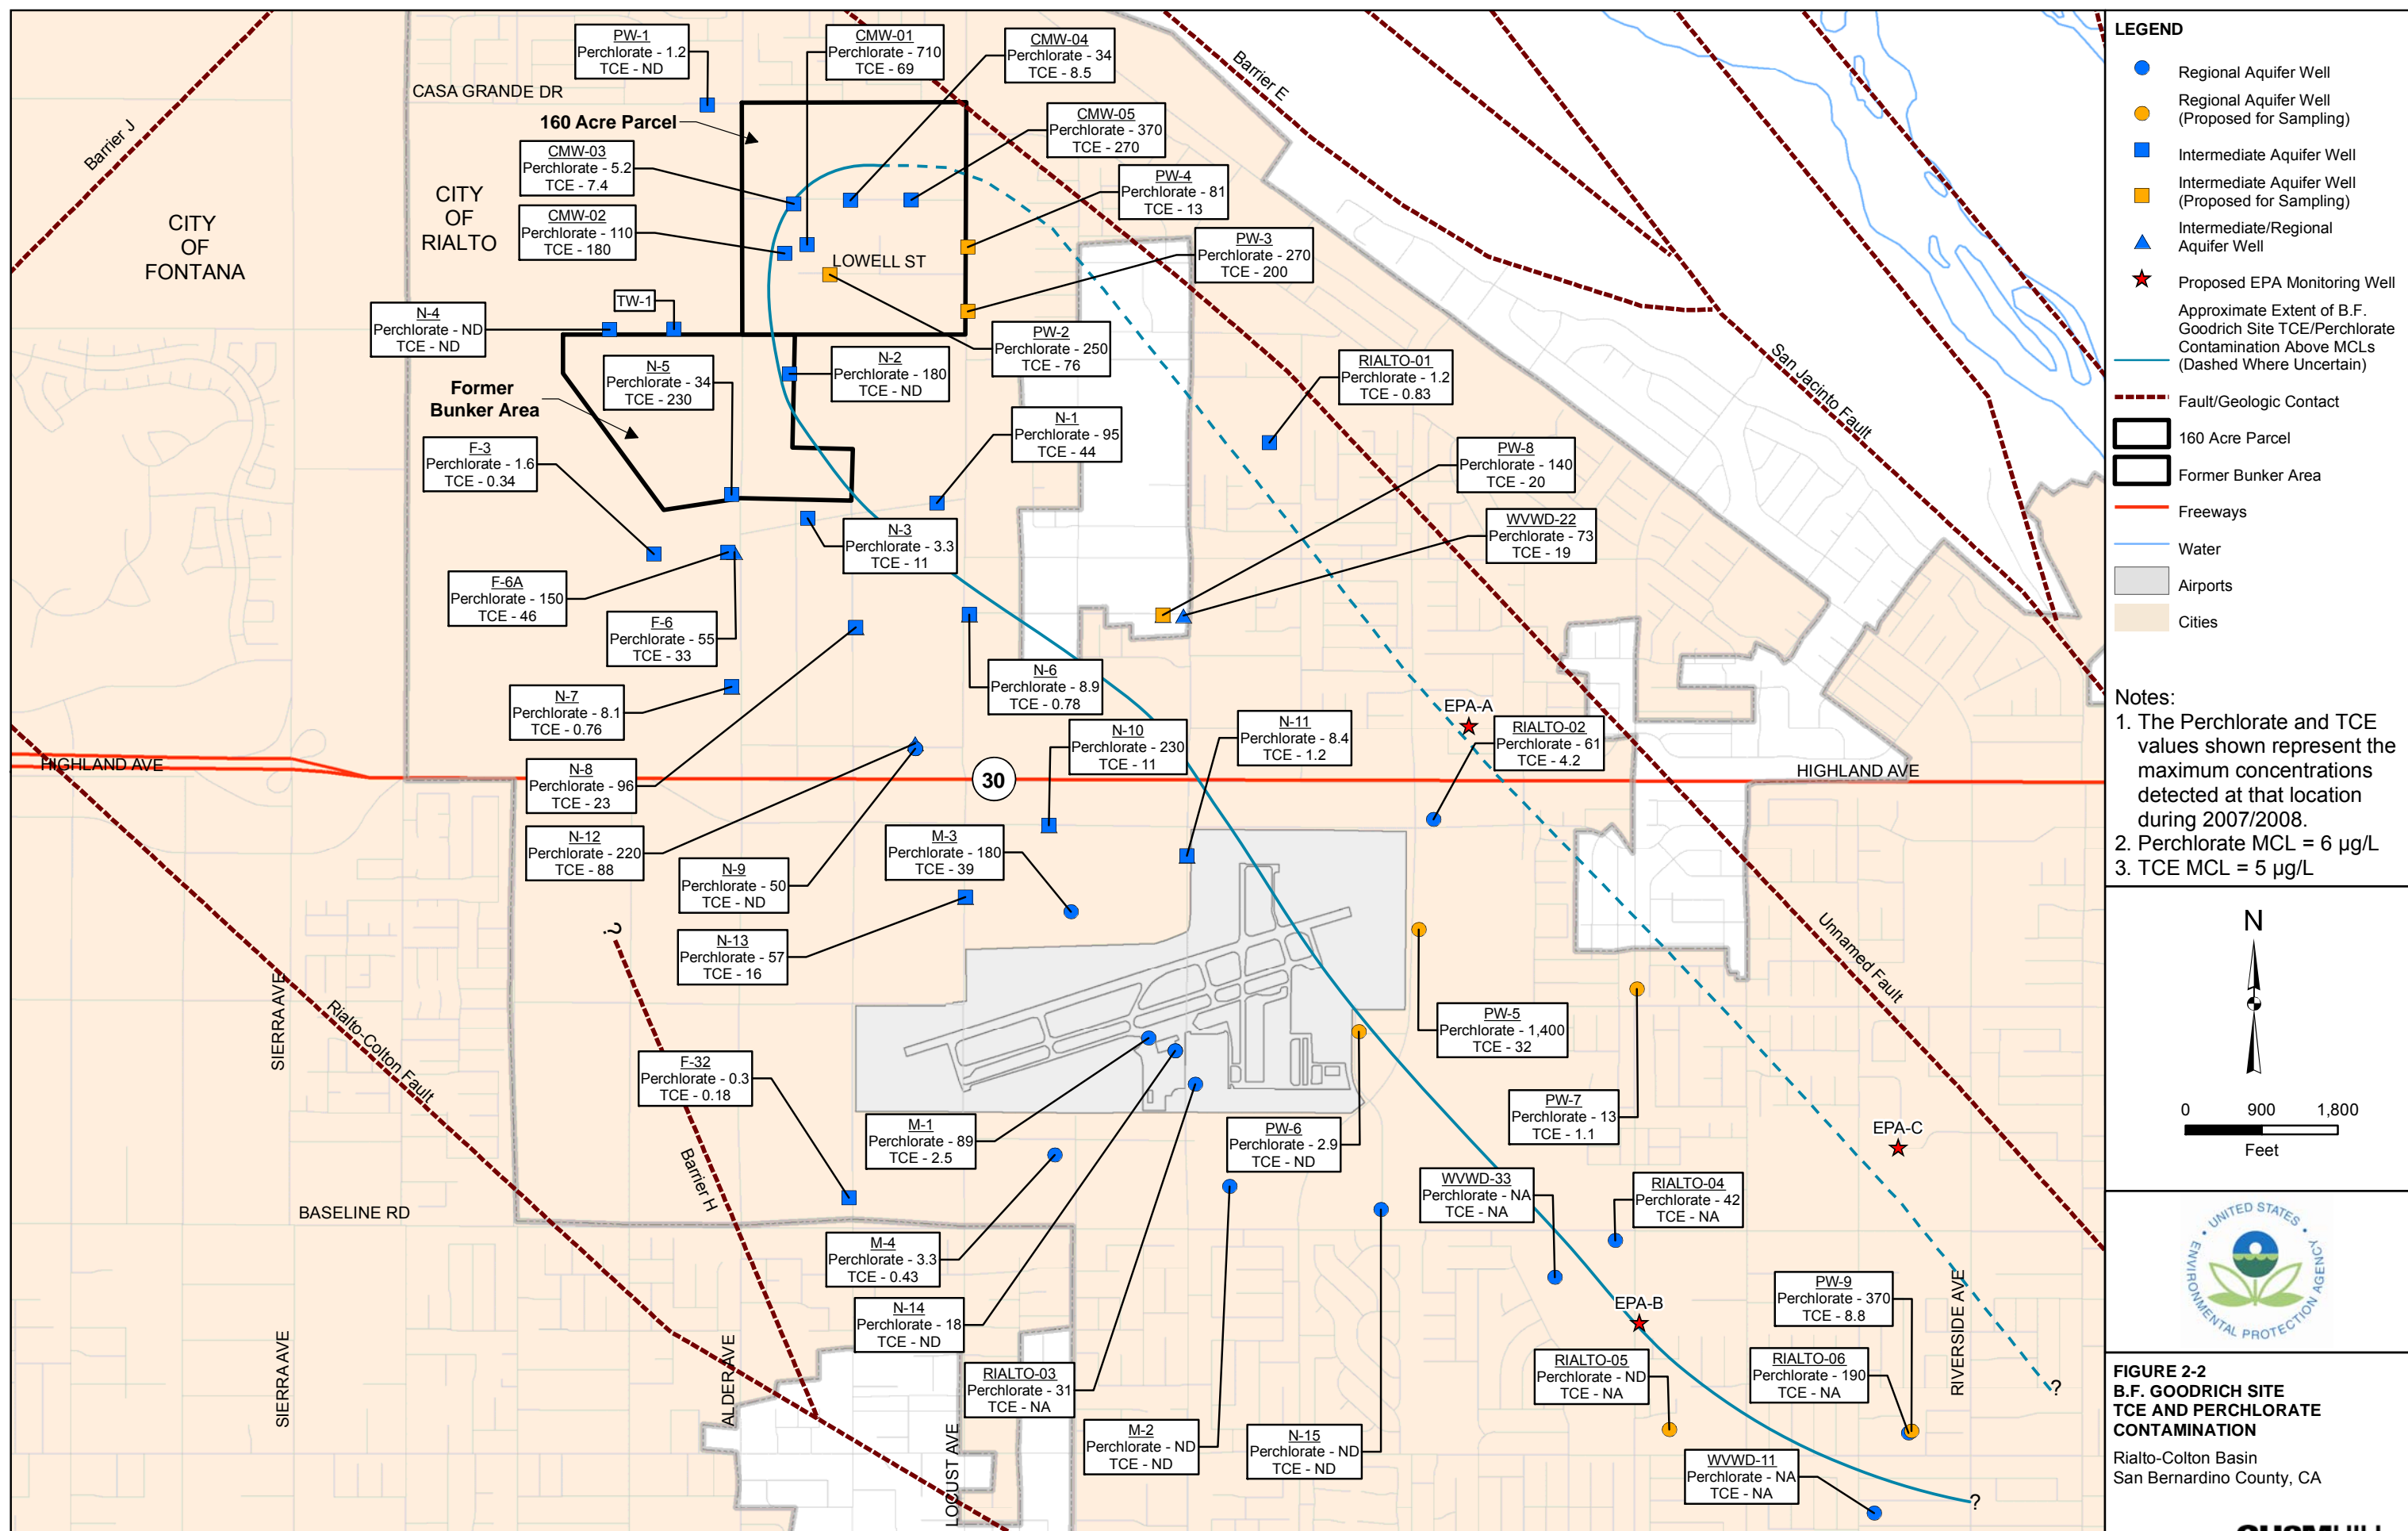 PW-1
Perchlorate - 1.2
TCE - ND
CMW-01
Perchlorate - 710
TCE - 69
CMW-04
Perchlorate - 34
TCE - 8.5
CASA GRANDE DR
160 Acre Parcel
Barrier J
Barrier E
CMW-05
Perchlorate - 370
TCE - 270
CMW-03
Perchlorate - 5.2
TCE - 7.4
CITY
OF
RIALTO
CITY
OF
FONTANA
PW-4
Perchlorate - 81
TCE - 13
CMW-02
Perchlorate - 110
TCE - 180
LOWELL ST
PW-3
Perchlorate - 270
TCE - 200
TW-1
N-4
Perchlorate - ND
TCE - ND
PW-2
Perchlorate - 250
TCE - 76
N-2
Perchlorate - 180
TCE - ND
N-5
Perchlorate - 34
TCE - 230
Former
Bunker Area
RIALTO-01
Perchlorate - 1.2
TCE - 0.83
San Jacinto Fault
N-1
Perchlorate - 95
TCE - 44
F-3
Perchlorate - 1.6
TCE - 0.34
PW-8
Perchlorate - 140
TCE - 20
WVWD-22
Perchlorate - 73
TCE - 19
N-3
Perchlorate - 3.3
TCE - 11
F-6A
Perchlorate - 150
TCE - 46
F-6
Perchlorate - 55
TCE - 33
N-6
Perchlorate - 8.9
TCE - 0.78
N-7
Perchlorate - 8.1
TCE - 0.76
EPA-A
RIALTO-02
Perchlorate - 61
TCE - 4.2
N-10
Perchlorate - 230
TCE - 11
N-11
Perchlorate - 8.4
TCE - 1.2
HIGHLAND AVE
30
HIGHLAND AVE
N-8
Perchlorate - 96
TCE - 23
N-12
Perchlorate - 220
TCE - 88
M-3
Perchlorate - 180
TCE - 39
N-9
Perchlorate - 50
TCE - ND
?
N-13
Perchlorate - 57
TCE - 16
SIERRA AVE
Rialto-Colton Fault
Unnamed Fault
PW-5
Perchlorate - 1,400
TCE - 32
F-32
Perchlorate - 0.3
TCE - 0.18
PW-7
Perchlorate - 13
TCE - 1.1
M-1
Perchlorate - 89
TCE - 2.5
PW-6
Perchlorate - 2.9
TCE - ND
EPA-C
Barrier H
WVWD-33
Perchlorate - NA
TCE - NA
RIALTO-04
Perchlorate - 42
TCE - NA
BASELINE RD
M-4
Perchlorate - 3.3
TCE - 0.43
EPA-B
PW-9
Perchlorate - 370
TCE - 8.8
N-14
Perchlorate - 18
TCE - ND
RIVERSIDE AVE
SIERRA AVE
ALDER AVE
RIALTO-03
Perchlorate - 31
TCE - NA
RIALTO-05
Perchlorate - ND
TCE - NA
RIALTO-06
Perchlorate - 190
TCE - NA
?
M-2
Perchlorate - ND
TCE - ND
N-15
Perchlorate - ND
TCE - ND
LOCUST AVE
WVWD-11
Perchlorate - NA
TCE - NA
?
LEGEND
Regional Aquifer Well
Regional Aquifer Well
(Proposed for Sampling)
Intermediate Aquifer Well
Intermediate Aquifer Well
(Proposed for Sampling)
Intermediate/Regional
Aquifer Well
Proposed EPA Monitoring Well
Approximate Extent of B.F.
Goodrich Site TCE/Perchlorate
Contamination Above MCLs
(Dashed Where Uncertain)
Fault/Geologic Contact
160 Acre Parcel
Former Bunker Area
Freeways
Water
Airports
Cities
Notes:
1. The Perchlorate and TCE
values shown represent the
maximum concentrations
detected at that location
during 2007/2008.
2. Perchlorate MCL = 6 µg/L
3. TCE MCL = 5 µg/L
N
0 900 1,800
Feet
UNITED STATES
ENVIRONMENTAL PROTECTION AGENCY
FIGURE 2-2
B.F. GOODRICH SITE
TCE AND PERCHLORATE
CONTAMINATION
Rialto-Colton Basin
San Bernardino County, CA